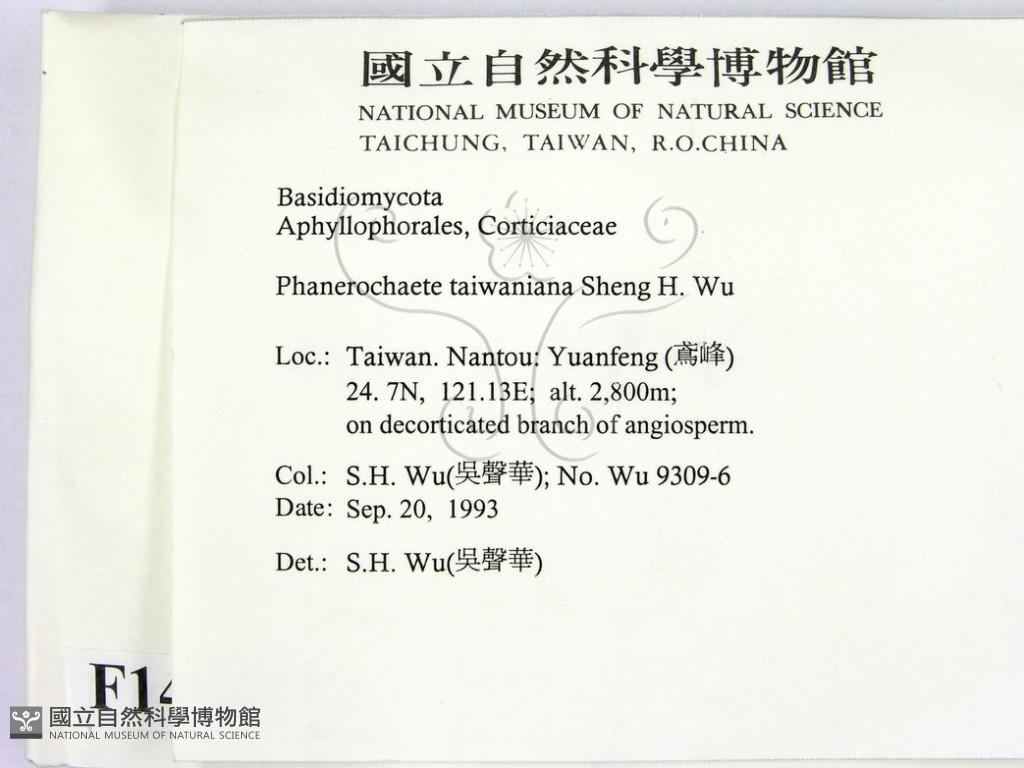 國立自然科學博物館
NATIONAL MUSEUM OF NATURAL SCIENCE
TAICHUNG, TAIWAN, R.O.CHINA
Basidiomycota
Aphyllophorales, Corticiaceae
Phanerochaete taiwaniana Sheng H. Wu
Loc.: Taiwan. Nantou: Yuanfeng (鳶峰)
24. 7N, 121.13E; alt. 2,800m;
on decorticated branch of angiosperm.
Col.: S.H. Wu(吳聲華); No. Wu 9309-6
Date: Sep. 20, 1993
Det.: S.H. Wu(吳聲華)
F14
國立自然科學博物館
NATIONAL MUSEUM OF NATURAL SCIENCE